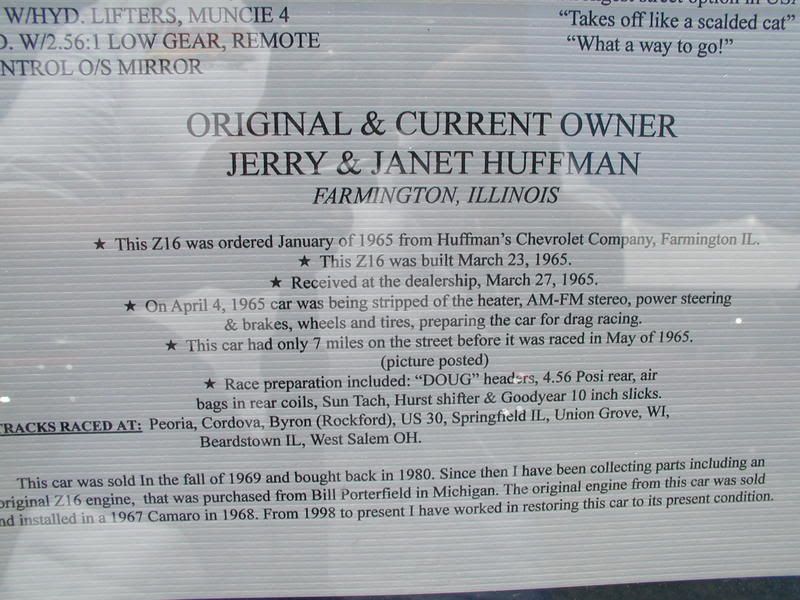 W/HYD. LIFTERS, MUNCIE 4
W/2.56:1 LOW GEAR, REMOTE
NTROL O/S MIRROR
street option in USA
“Takes off like a scalded cat”
“What a way to go!”
ORIGINAL & CURRENT OWNER
JERRY & JANET HUFFMAN
FARMINGTON, ILLINOIS
★ This Z16 was ordered January of 1965 from Huffman's Chevrolet Company, Farmington IL.
★ This Z16 was built March 23, 1965.
★ Received at the dealership, March 27, 1965.
★ On April 4, 1965 car was being stripped of the heater, AM-FM stereo, power steering
& brakes, wheels and tires, preparing the car for drag racing.
★ This car had only 7 miles on the street before it was raced in May of 1965.
(picture posted)
★ Race preparation included: “DOUG” headers, 4.56 Posi rear, air
bags in rear coils, Sun Tach, Hurst shifter & Goodyear 10 inch slicks.
TRACKS RACED AT: Peoria, Cordova, Byron (Rockford), US 30, Springfield IL, Union Grove, WI,
Beardstown IL, West Salem OH.
This car was sold In the fall of 1969 and bought back in 1980. Since then I have been collecting parts including an
original Z16 engine, that was purchased from Bill Porterfield in Michigan. The original engine from this car was sold
nd installed in a 1967 Camaro in 1968. From 1998 to present I have worked in restoring this car to its present condition.